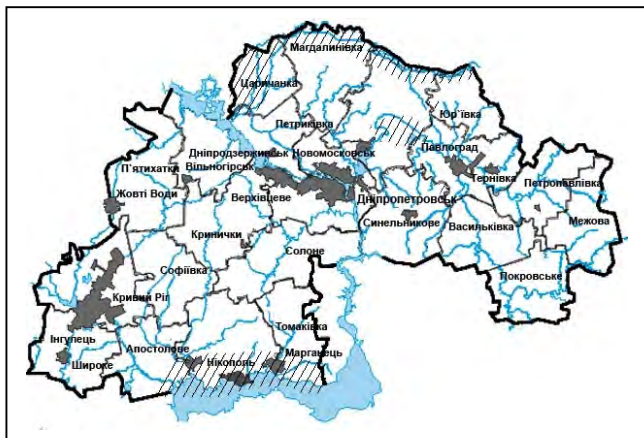 Магдалинівка
Царичанка
Юр'ївка
Петриківка
Павлоград
Дніпродзержинськ Новомосковськ
П'ятихатки Вільногірськ
Тернівка
Петропавлівка
Жовті Води
Верхівцеве
Дніпропетровськ
Синельникове
Васильківка
Межова
Кринички
Солоне
Софіївка
Покровське
Кривий Ріг
Томаківка
Інгулець
Апостолове
Нікополь
Марганець
Широке